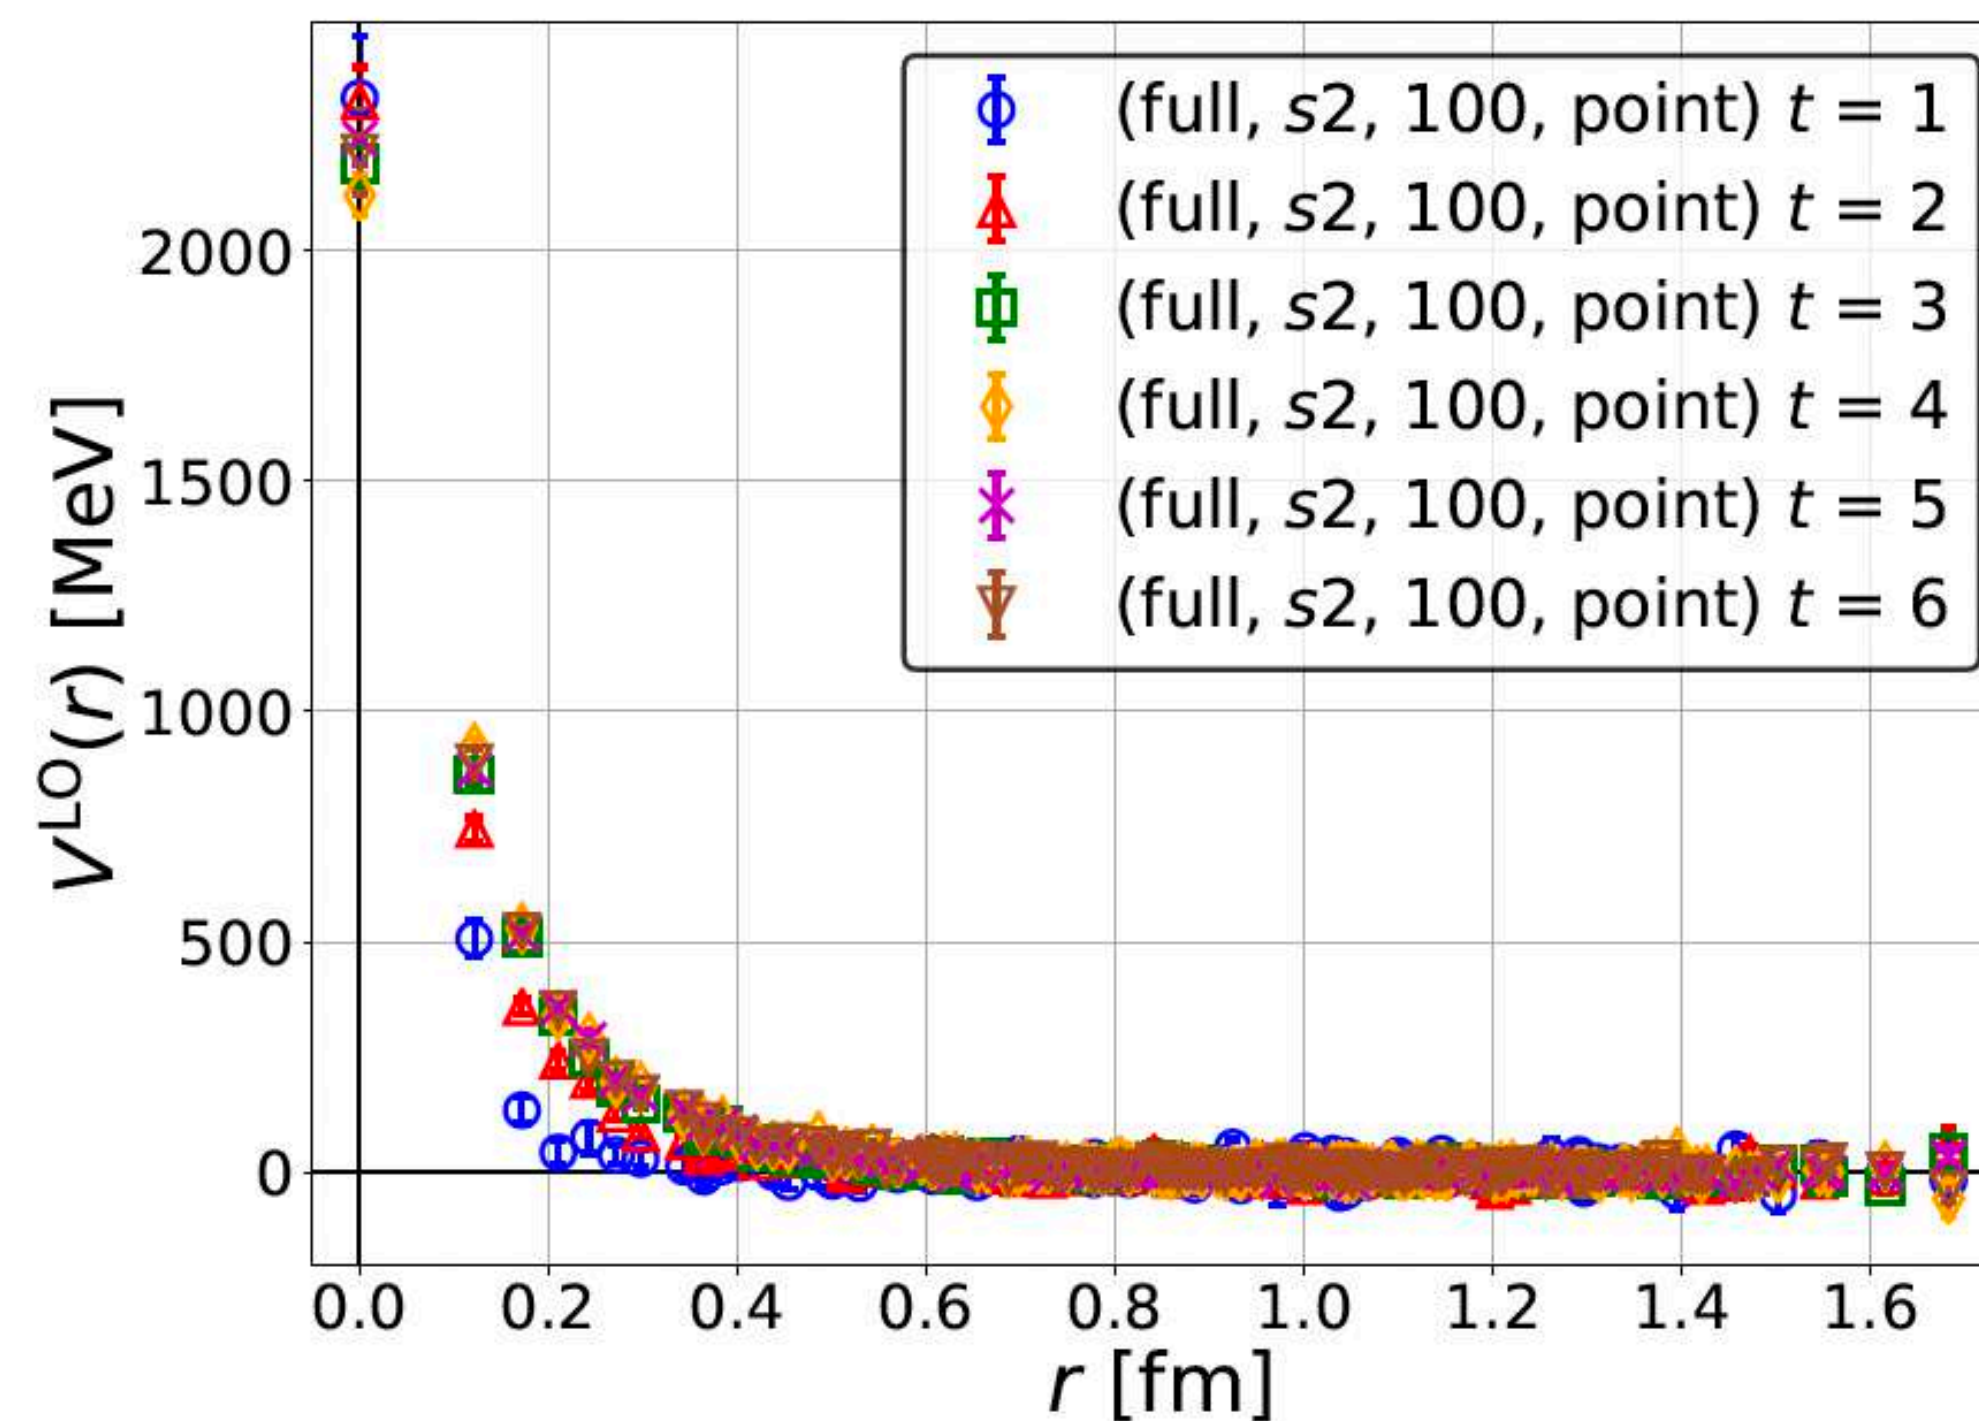 (full, s2, 100, point) t = 1
(full, s2, 100, point) t = 2
(full, s2, 100, point) t = 3
(full, s2, 100, point) t = 4
(full, s2, 100, point) t = 5
(full, s2, 100, point) t = 6
V^LO(r) [MeV]
2000
1500
1000
500
0
0.0 0.2 0.4 0.6 0.8 1.0 1.2 1.4 1.6
r [fm]